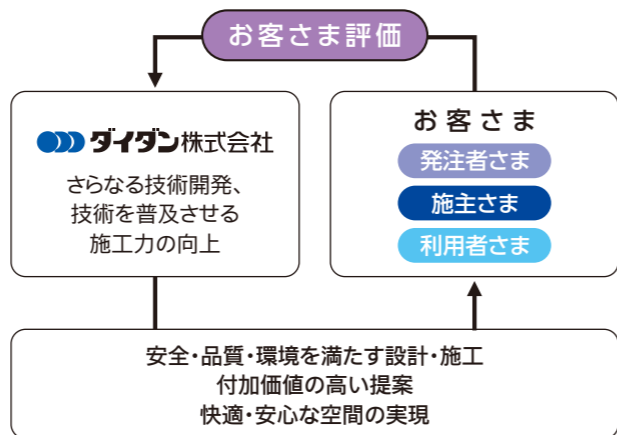 お客さま評価
ダイダン株式会社
さらなる技術開発、
技術を普及させる
施工力の向上
お客さま
発注者さま
施主さま
利用者さま
安全・品質・環境を満たす設計・施工
付加価値の高い提案
快適・安心な空間の実現